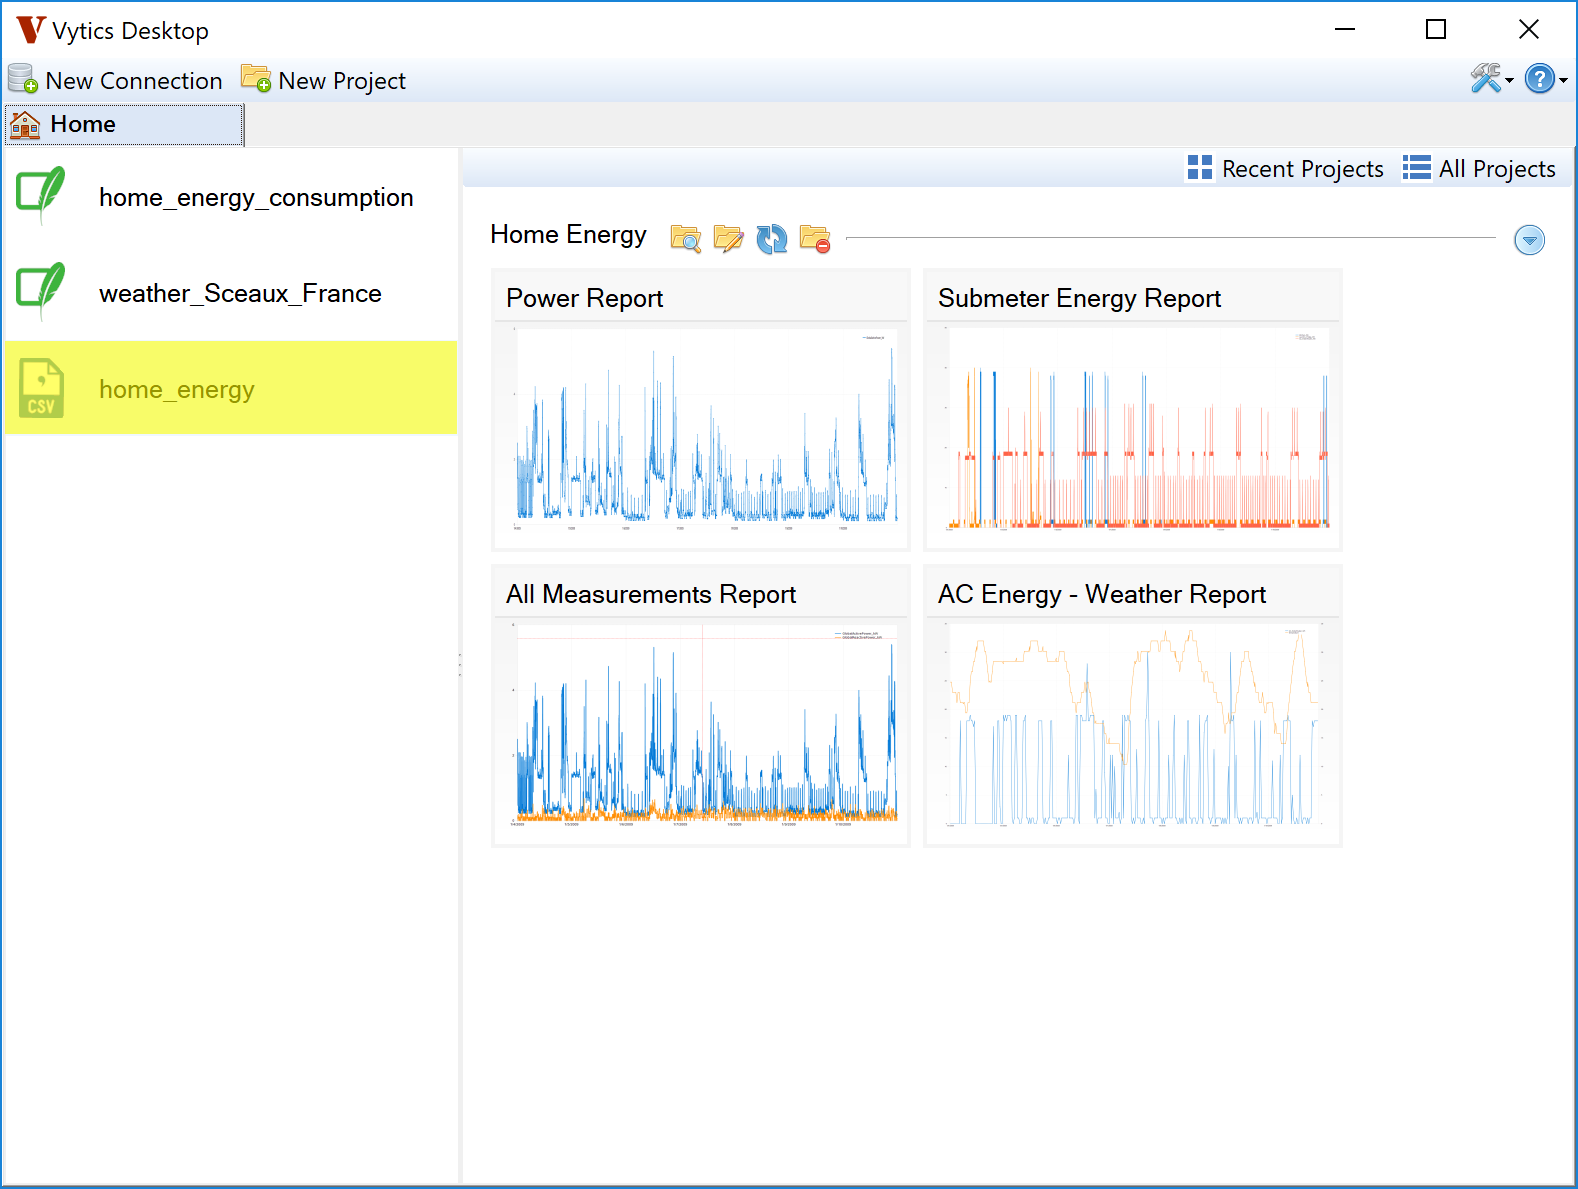 Vytics Desktop
New Connection
New Project
Home
Recent Projects
All Projects
home_energy_consumption
weather_Sceaux_France
home_energy
CSV
Home Energy
Power Report
Submeter Energy Report
All Measurements Report
AC Energy - Weather Report